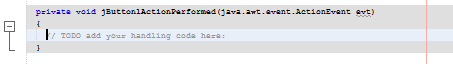 private void jButton1ActionPerformed(java.awt.event.ActionEvent evt)
{
// TODO add your handling code here:
}